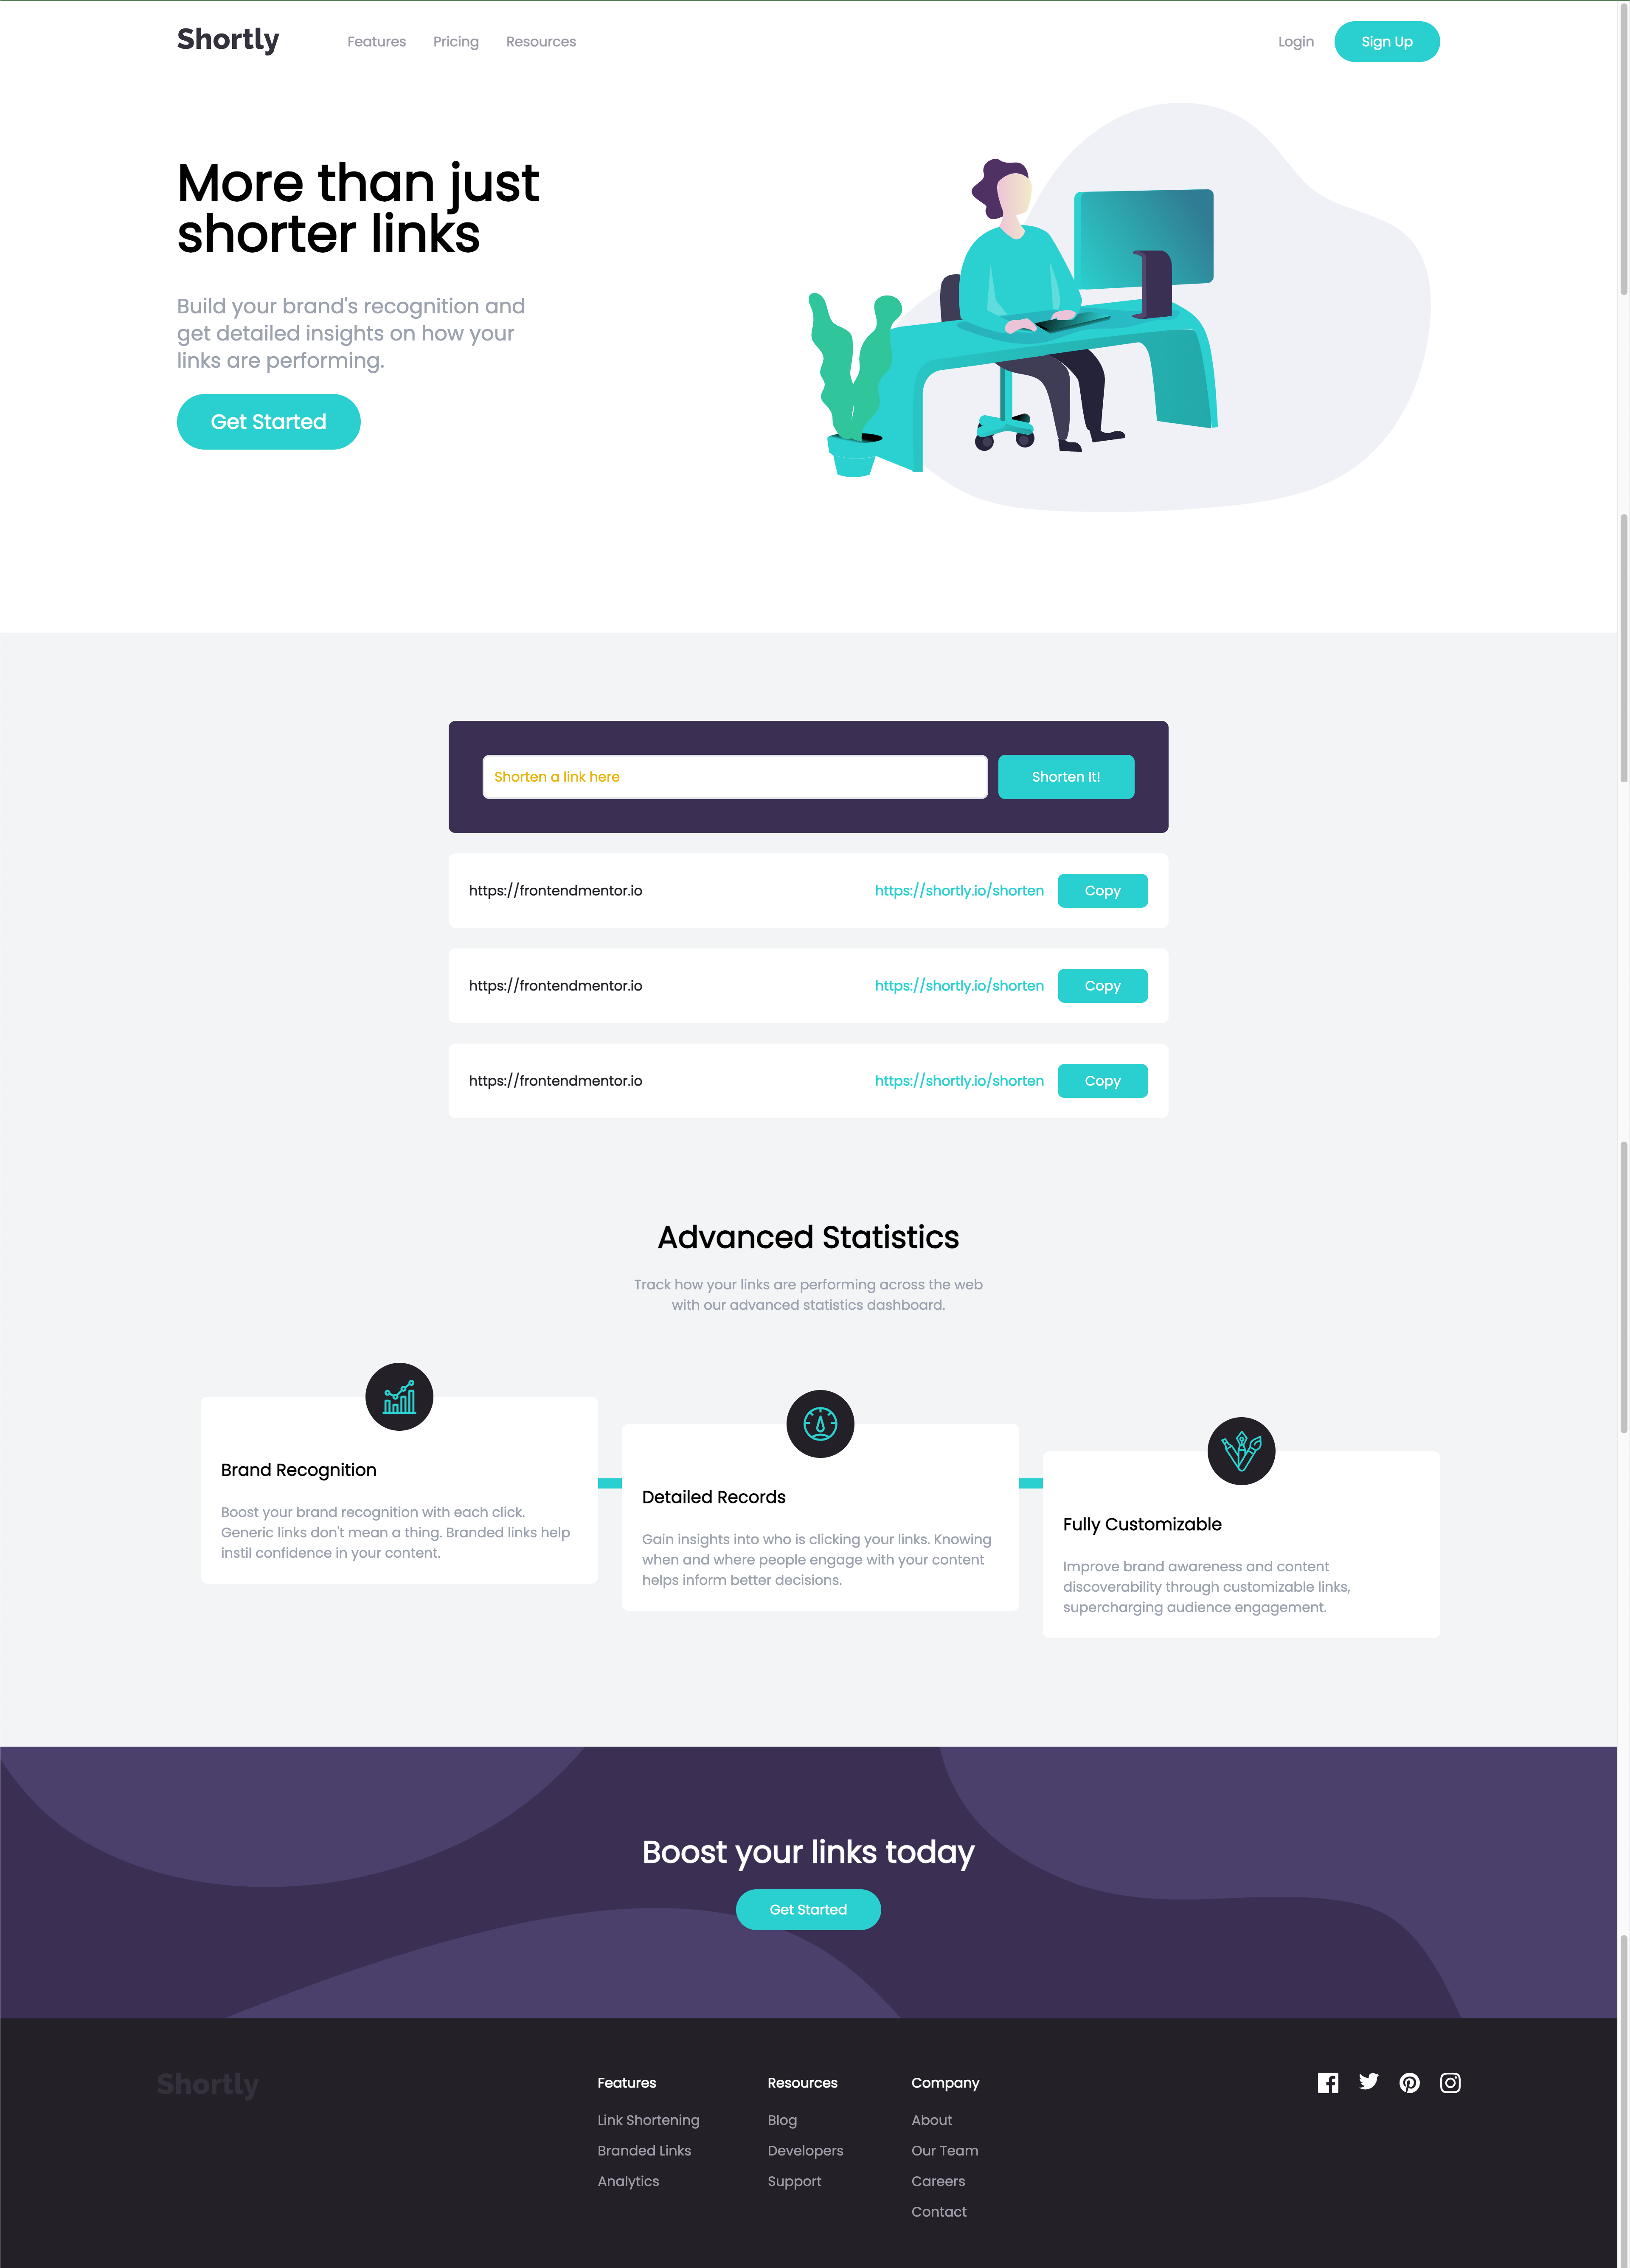 Shortly
Features
Pricing
Resources
Login
Sign Up
More than just
shorter links
Build your brand's recognition and
get detailed insights on how your
links are performing.
Get Started
Shorten a link here
Shorten It!
https://frontendmentor.io
https://shortly.io/shorten
Copy
https://frontendmentor.io
https://shortly.io/shorten
Copy
https://frontendmentor.io
https://shortly.io/shorten
Copy
Advanced Statistics
Track how your links are performing across the web
with our advanced statistics dashboard.
Brand Recognition
Boost your brand recognition with each click.
Generic links don't mean a thing. Branded links help
instil confidence in your content.
Detailed Records
Gain insights into who is clicking your links. Knowing
when and where people engage with your content
helps inform better decisions.
Fully Customizable
Improve brand awareness and content
discoverability through customizable links,
supercharging audience engagement.
Boost your links today
Get Started
Shortly
Features
Link Shortening
Branded Links
Analytics
Resources
Blog
Developers
Support
Company
About
Our Team
Careers
Contact